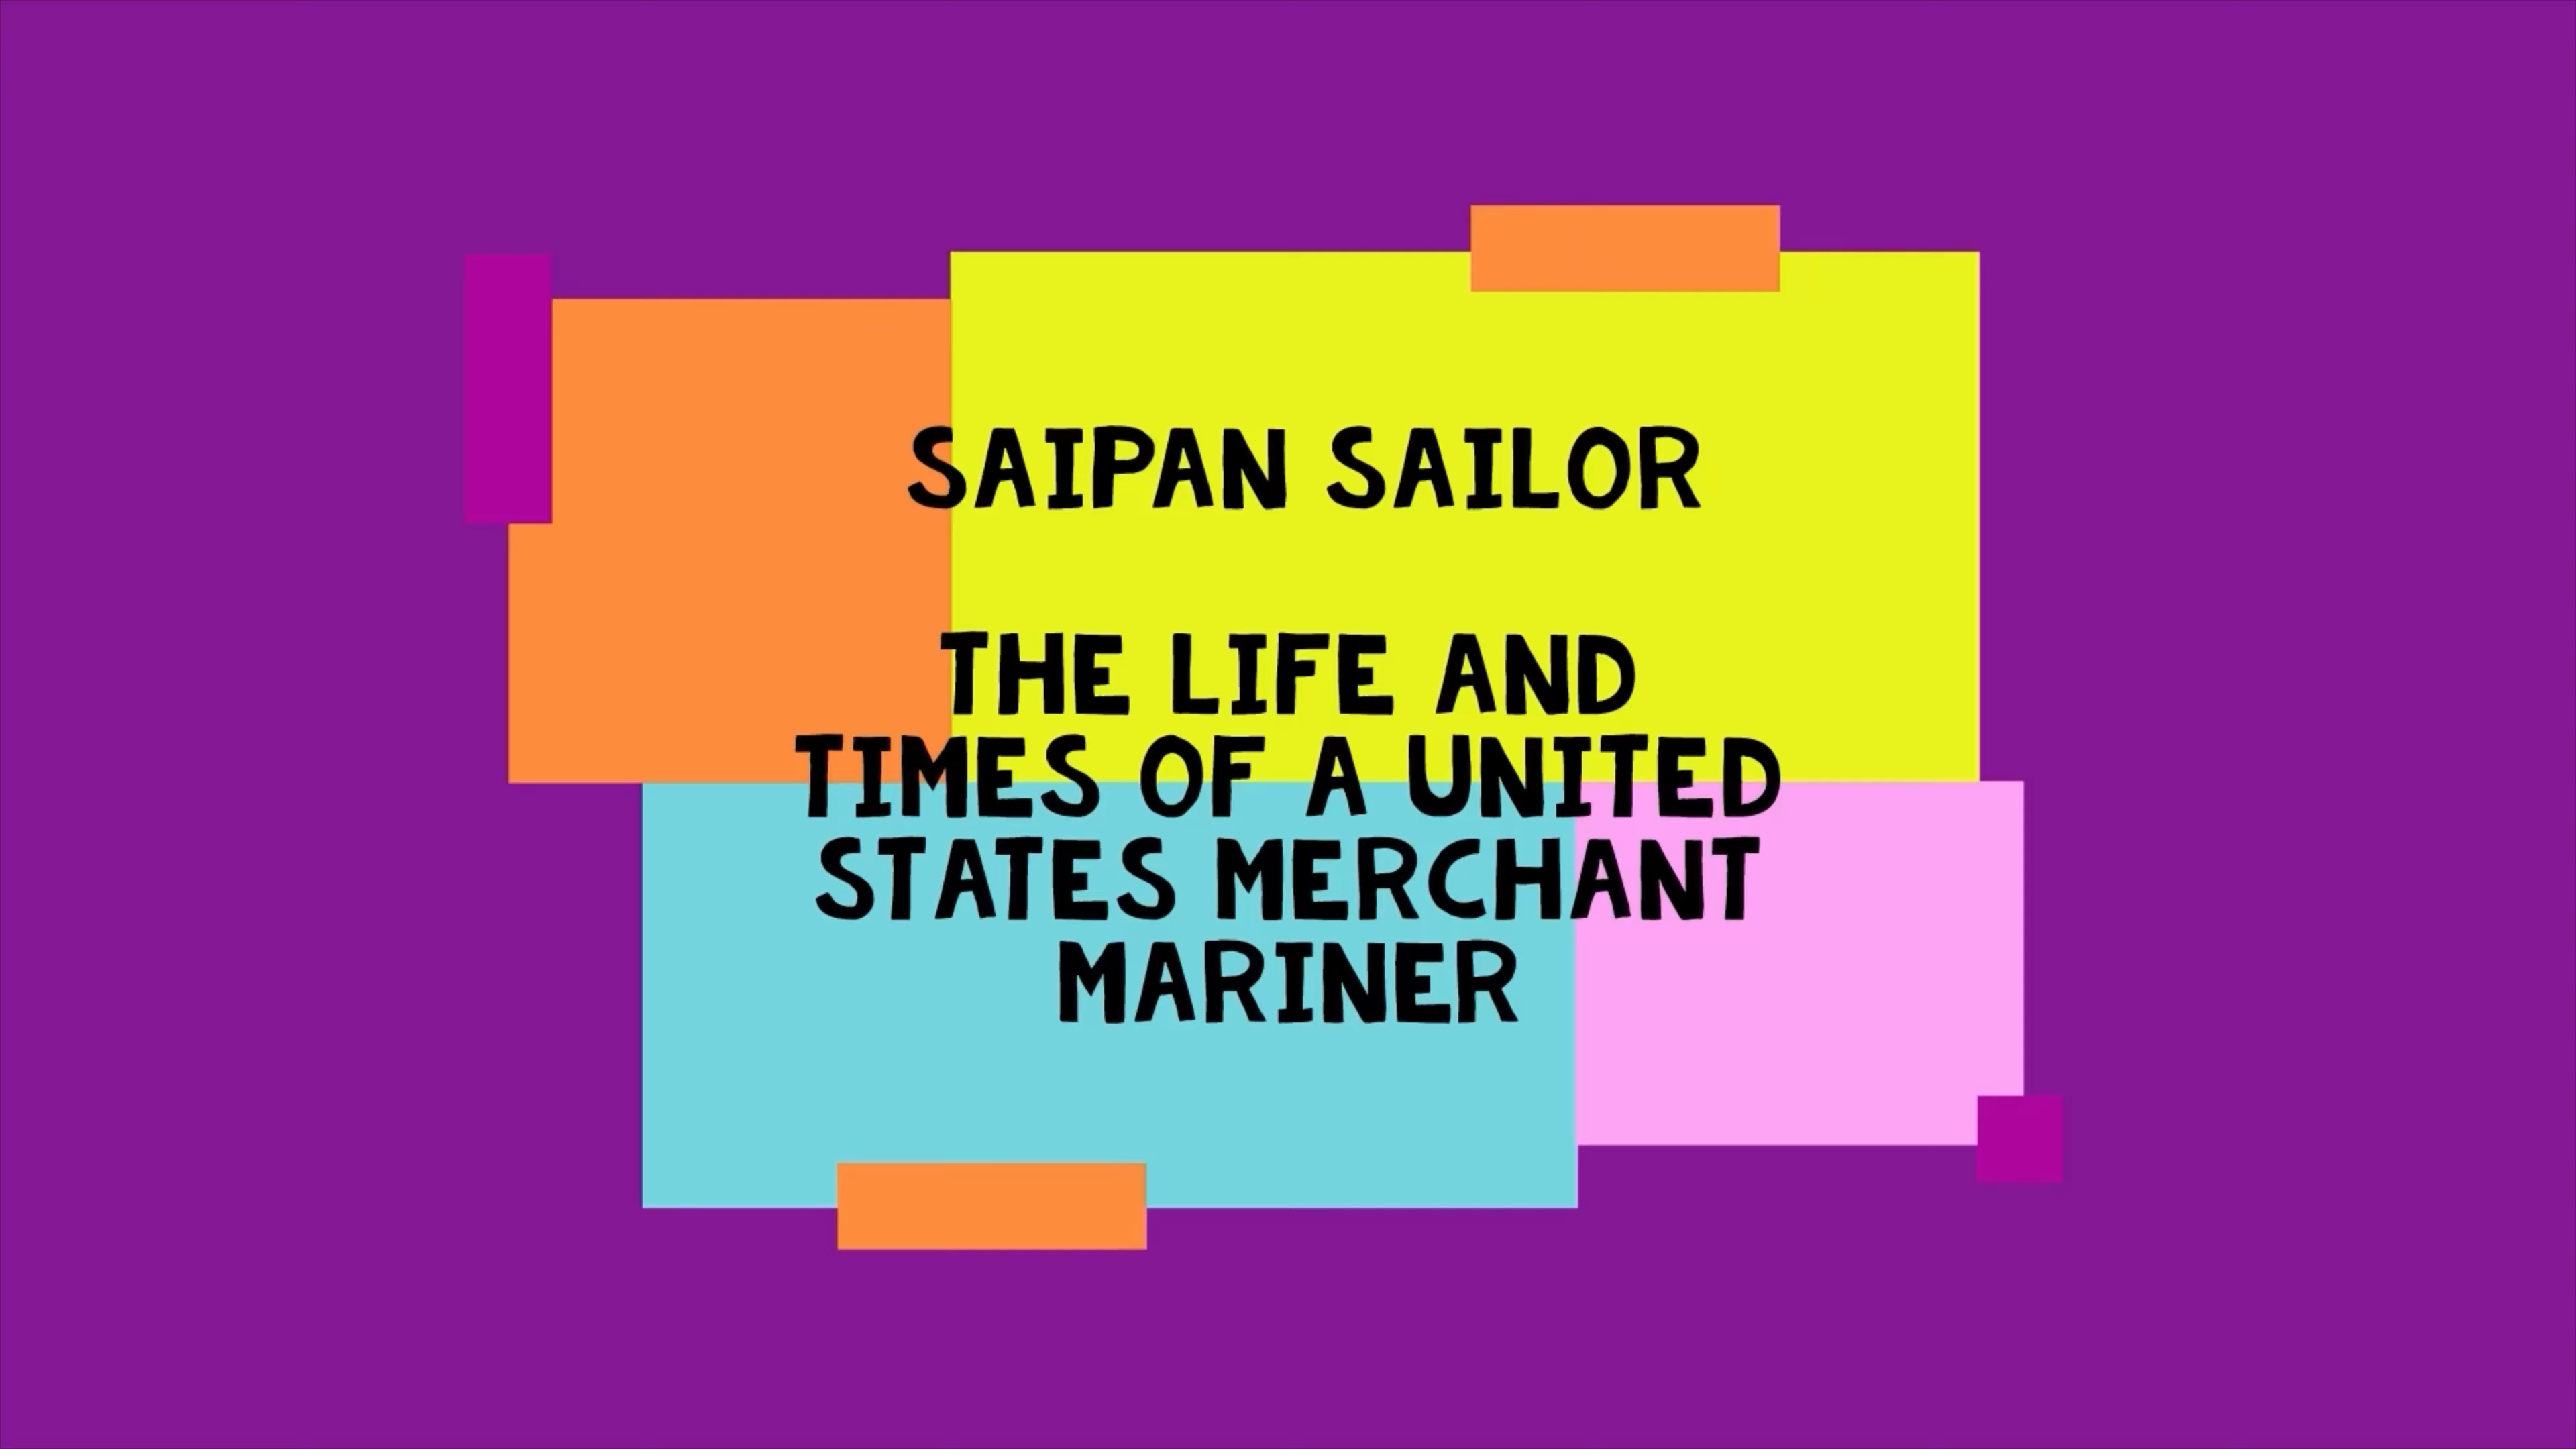 SAIPAN SAILOR
THE LIFE AND
TIMES OF A UNITED
STATES MERCHANT
MARINER